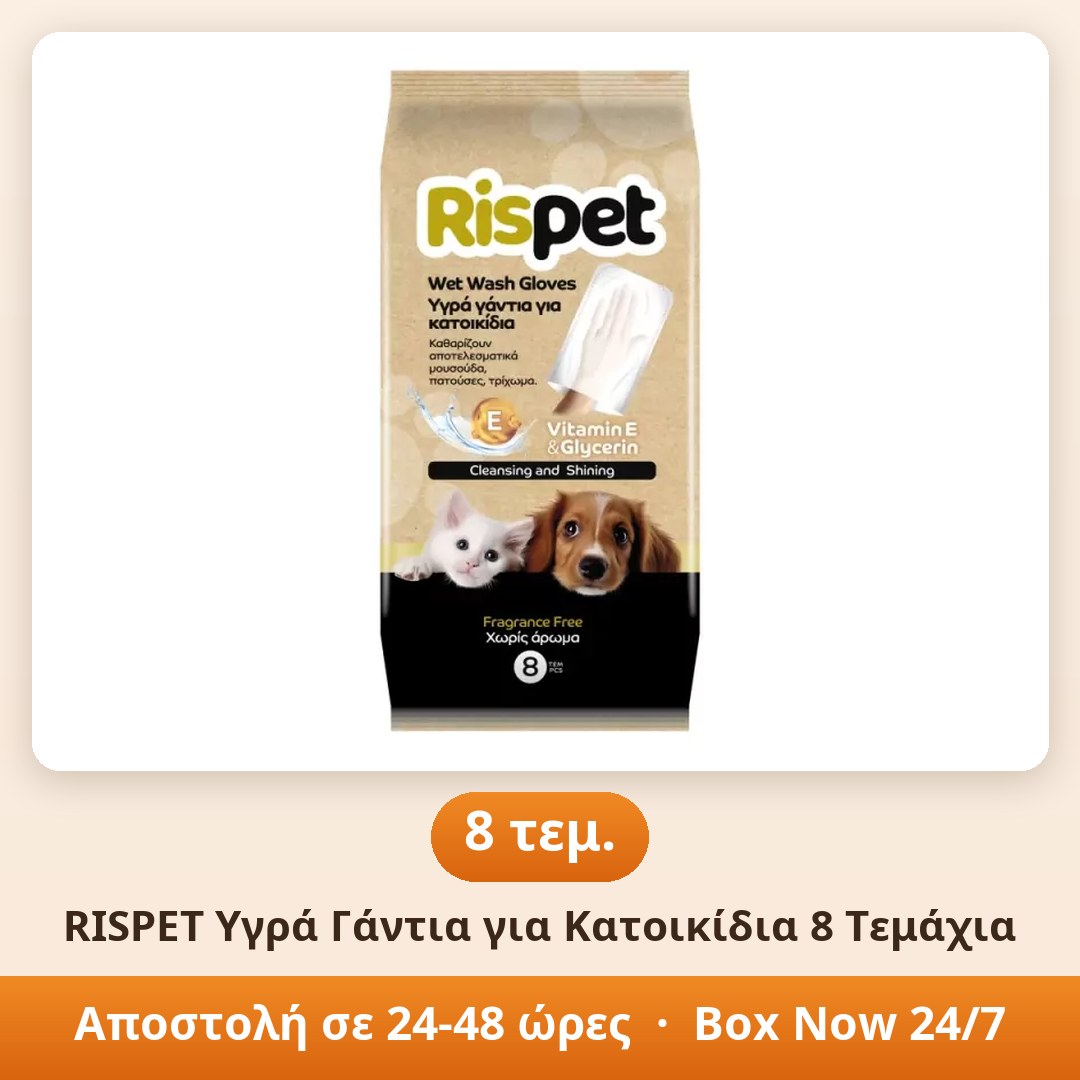 Rispet
Wet Wash Gloves
Υγρά γάντια για
κατοικίδια
Καθαρίζουν
αποτελεσματικά
μουσούδα,
πατούσες, τρίχωμα.
E
Vitamin E
&Glycerin
Cleansing and Shining
Fragrance Free
Χωρίς άρωμα
8 ΤΕΜ
PCS
8 τεμ.
RISPET Υγρά Γάντια για Κατοικίδια 8 Τεμάχια
Αποστολή σε 24-48 ώρες · Box Now 24/7